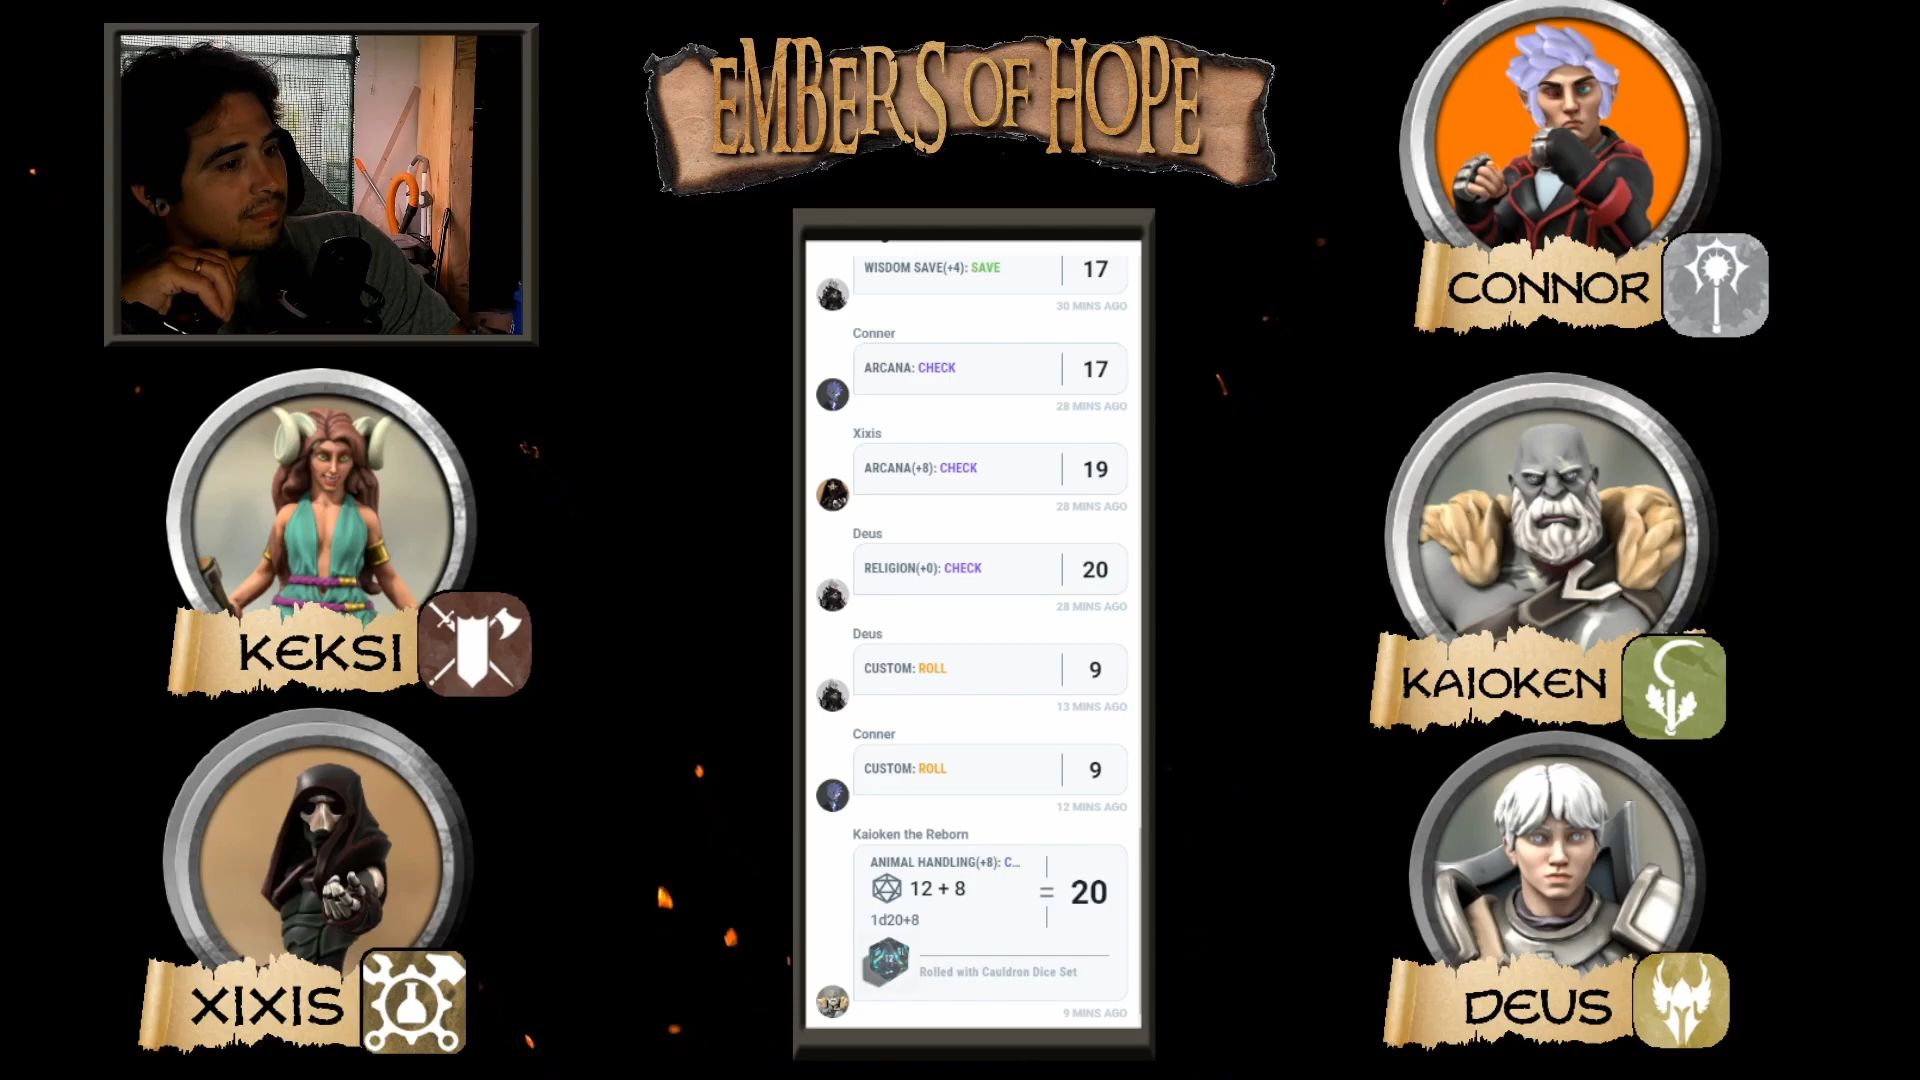 EMBERS OF HOPE
WISDOM SAVE(+4): SAVE 17
30 MINS AGO
Conner
ARCANA: CHECK 17
28 MINS AGO
Xixis
ARCANA(+8): CHECK 19
28 MINS AGO
Deus
RELIGION(+0): CHECK 20
28 MINS AGO
Deus
CUSTOM: ROLL 9
13 MINS AGO
Conner
CUSTOM: ROLL 9
12 MINS AGO
Kaioken the Reborn
ANIMAL HANDLING(+8): C...
12 + 8 = 20
1d20+8
12
Rolled with Cauldron Dice Set
9 MINS AGO
KEKSI
XIXIS
CONNOR
KAIOKEN
DEUS